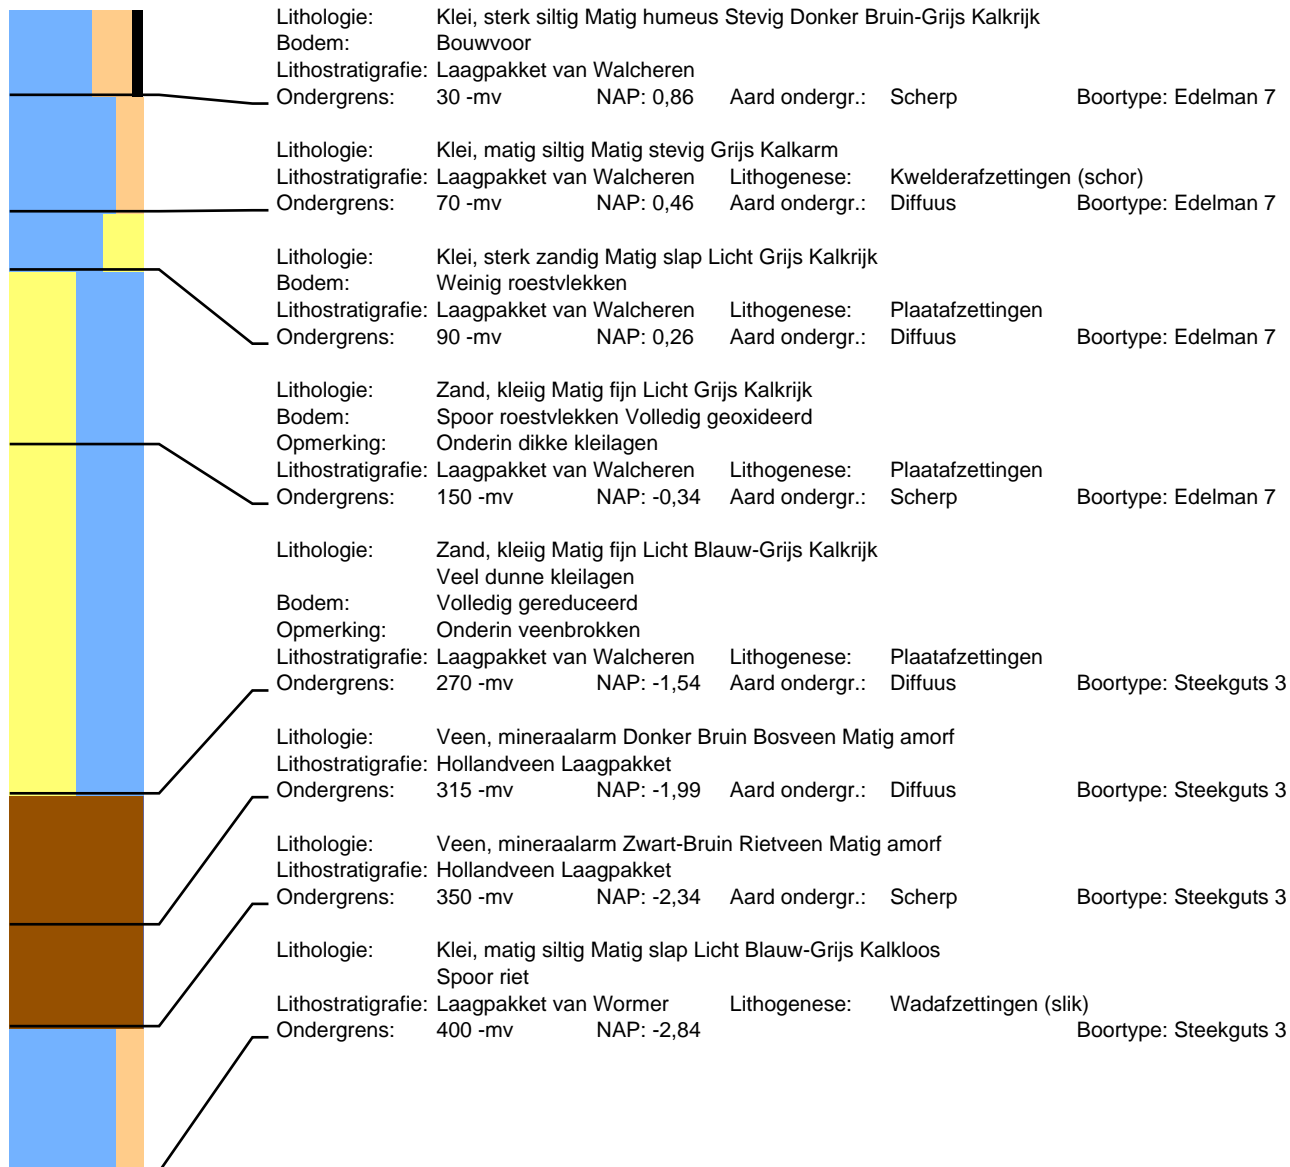 Lithologie: Klei, sterk siltig Matig humeus Stevig Donker Bruin-Grijs Kalkrijk
Bodem: Bouwvoor
Lithostratigrafie: Laagpakket van Walcheren
Ondergrens: 30 -mv NAP: 0,86 Aard ondergr.: Scherp Boortype: Edelman 7
Lithologie: Klei, matig siltig Matig stevig Grijs Kalkarm
Lithostratigrafie: Laagpakket van Walcheren Lithogenese: Kwelderafzettingen (schor)
Ondergrens: 70 -mv NAP: 0,46 Aard ondergr.: Diffuus Boortype: Edelman 7
Lithologie: Klei, sterk zandig Matig slap Licht Grijs Kalkrijk
Bodem: Weinig roestvlekken
Lithostratigrafie: Laagpakket van Walcheren Lithogenese: Plaatafzettingen
Ondergrens: 90 -mv NAP: 0,26 Aard ondergr.: Diffuus Boortype: Edelman 7
Lithologie: Zand, kleiig Matig fijn Licht Grijs Kalkrijk
Bodem: Spoor roestvlekken Volledig geoxideerd
Opmerking: Onderin dikke kleilagen
Lithostratigrafie: Laagpakket van Walcheren Lithogenese: Plaatafzettingen
Ondergrens: 150 -mv NAP: -0,34 Aard ondergr.: Scherp Boortype: Edelman 7
Lithologie: Zand, kleiig Matig fijn Licht Blauw-Grijs Kalkrijk
Veel dunne kleilagen
Bodem: Volledig gereduceerd
Opmerking: Onderin veenbrokken
Lithostratigrafie: Laagpakket van Walcheren Lithogenese: Plaatafzettingen
Ondergrens: 270 -mv NAP: -1,54 Aard ondergr.: Diffuus Boortype: Steekguts 3
Lithologie: Veen, mineraalarm Donker Bruin Bosveen Matig amorf
Lithostratigrafie: Hollandveen Laagpakket
Ondergrens: 315 -mv NAP: -1,99 Aard ondergr.: Diffuus Boortype: Steekguts 3
Lithologie: Veen, mineraalarm Zwart-Bruin Rietveen Matig amorf
Lithostratigrafie: Hollandveen Laagpakket
Ondergrens: 350 -mv NAP: -2,34 Aard ondergr.: Scherp Boortype: Steekguts 3
Lithologie: Klei, matig siltig Matig slap Licht Blauw-Grijs Kalkloos
Spoor riet
Lithostratigrafie: Laagpakket van Wormer Lithogenese: Wadafzettingen (slik)
Ondergrens: 400 -mv NAP: -2,84 Boortype: Steekguts 3